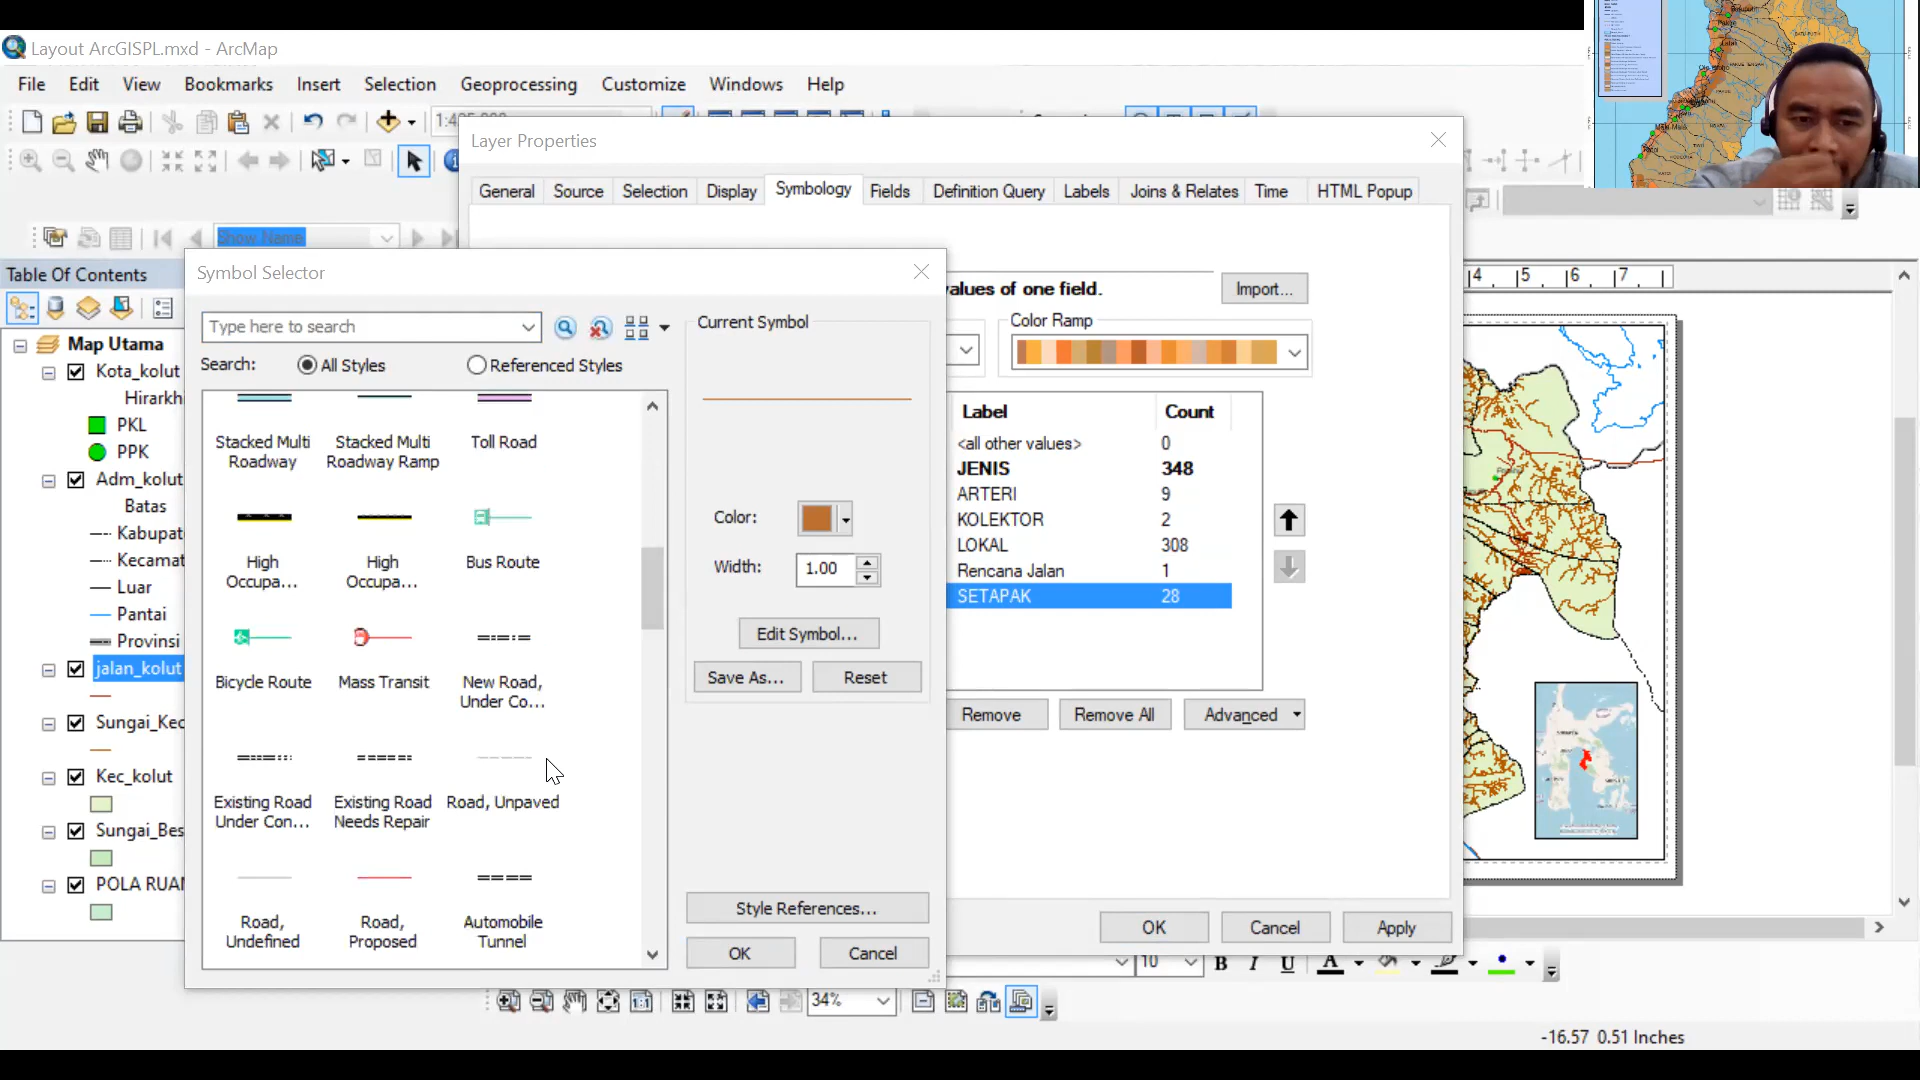 Layout ArcGISPL.mxd - ArcMap
File Edit View Bookmarks Insert Selection Geoprocessing Customize Windows Help
Layer Properties
General Source Selection Display Symbology Fields Definition Query Labels Joins & Relates Time HTML Popup
Show Name
Table Of Contents
Symbol Selector
4 5 6 7
alues of one field.
Import...
Type here to search
Current Symbol
Color Ramp
Search: All Styles Referenced Styles
Map Utama
Kota_kolut
Hirarkhi
PKL
PPK
Adm_kolut
Batas
Kabupat
Kecamat
Luar
Pantai
Provinsi
jalan_kolut
Sungai_Kec
Kec_kolut
Sungai_Bes
POLA RUAN
Stacked Multi Roadway
Stacked Multi Roadway Ramp
Toll Road
High Occupa...
High Occupa...
Bus Route
Bicycle Route
Mass Transit
New Road, Under Co...
Existing Road Under Con...
Existing Road Needs Repair
Road, Unpaved
Road, Undefined
Road, Proposed
Automobile Tunnel
Color:
Width: 1.00
Edit Symbol...
Save As... Reset
Style References...
OK Cancel
Label Count
<all other values> 0
JENIS 348
ARTERI 9
KOLEKTOR 2
LOKAL 308
Rencana Jalan 1
SETAPAK 28
Remove Remove All Advanced
OK Cancel Apply
10 B I U A
34%
-16.57 0.51 Inches